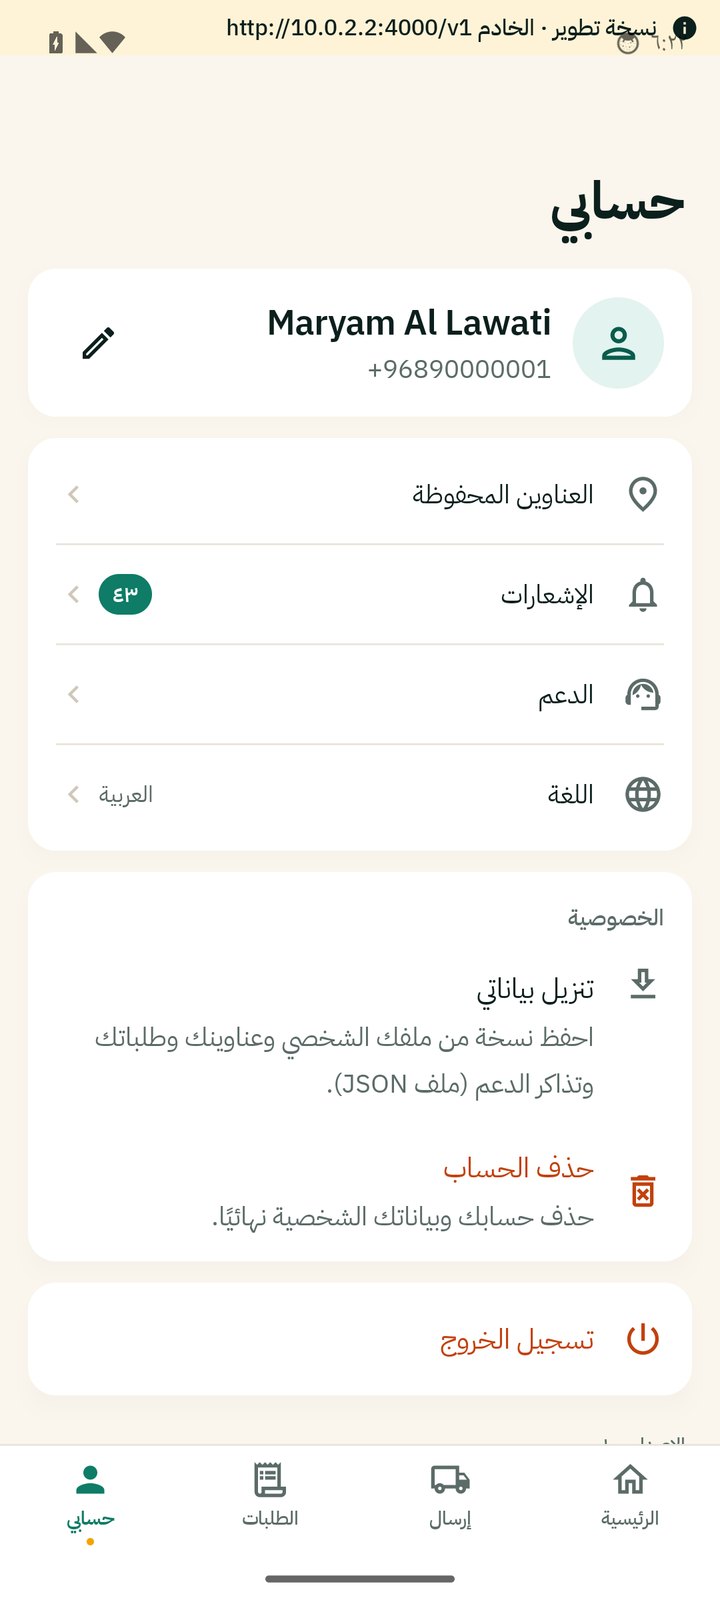 نسخة تطوير · الخادم http://10.0.2.2:4000/v1
حسابي
Maryam Al Lawati
+96890000001
العناوين المحفوظة
الإشعارات
٤٣
الدعم
اللغة
العربية
الخصوصية
تنزيل بياناتي
احفظ نسخة من ملفك الشخصي وعناوينك وطلباتك
وتذاكر الدعم (ملف JSON).
حذف الحساب
حذف حسابك وبياناتك الشخصية نهائيًا.
تسجيل الخروج
الرئيسية
إرسال
الطلبات
حسابي